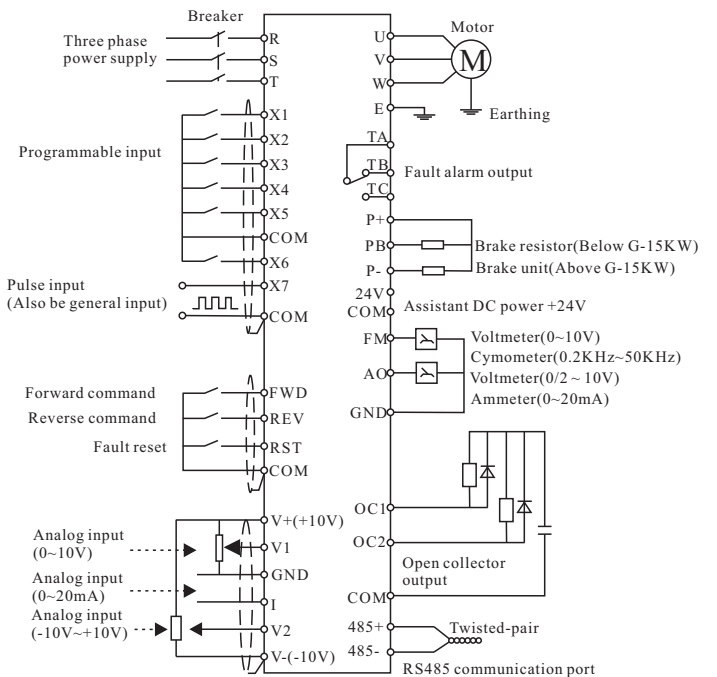 Breaker
Three phase
power supply
R
S
T
Programmable input
X1
X2
X3
X4
X5
COM
X6
Pulse input
(Also be general input)
X7
COM
Forward command
FWD
Reverse command
REV
Fault reset
RST
COM
V+(+10V)
Analog input
(0~10V)
V1
GND
Analog input
(0~20mA)
I
Analog input
(-10V~+10V)
V2
V-(-10V)
Motor
U
V
W
M
E
Earthing
TA
TB
TC
Fault alarm output
P+
PB
Brake resistor(Below G-15KW)
P-
Brake unit(Above G-15KW)
24V
COM
Assistant DC power +24V
FM
Voltmeter(0~10V)
Cymometer(0.2KHz~50KHz)
AO
Voltmeter(0/2 ~ 10V)
Ammeter(0~20mA)
GND
OC1
OC2
Open collector
output
COM
485+
Twisted-pair
485-
RS485 communication port